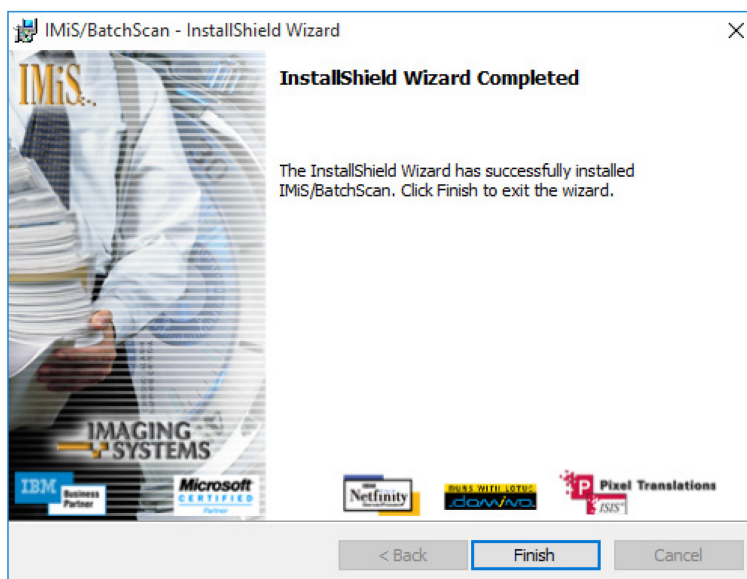 IMiS/BatchScan - InstallShield Wizard
IMiS
InstallShield Wizard Completed
The InstallShield Wizard has successfully installed
IMiS/BatchScan. Click Finish to exit the wizard.
IMAGING
SYSTEMS
IBM Business
Partner
Microsoft
CERTIFIED
Partner
IBM
Netfinity
RUNS WITH LOTUS
domino.
Pixel Translations
ISIS
< Back
Finish
Cancel